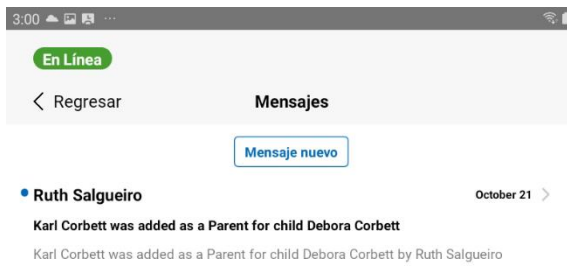 3:00
En Línea
Regresar Mensajes
Mensaje nuevo
Ruth Salgueiro October 21
Karl Corbett was added as a Parent for child Debora Corbett
Karl Corbett was added as a Parent for child Debora Corbett by Ruth Salgueiro